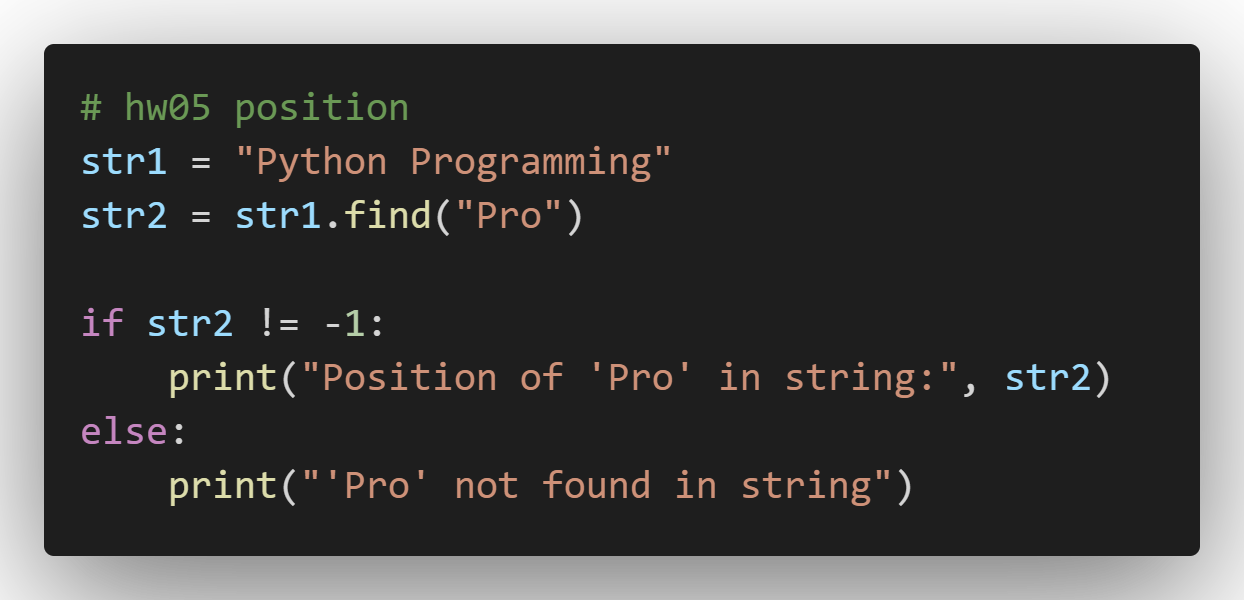 # hw05 position
str1 = "Python Programming"
str2 = str1.find("Pro")
if str2 != -1:
    print("Position of 'Pro' in string:", str2)
else:
    print("'Pro' not found in string")